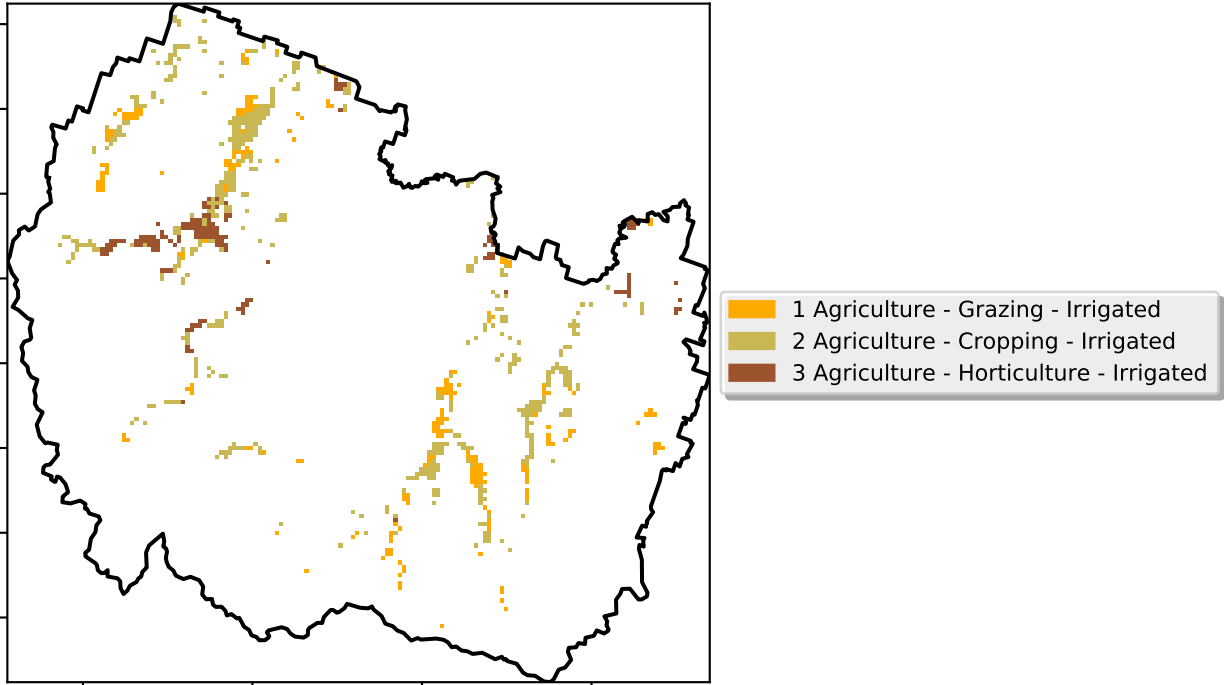 1 Agriculture - Grazing - Irrigated
2 Agriculture - Cropping - Irrigated
3 Agriculture - Horticulture - Irrigated